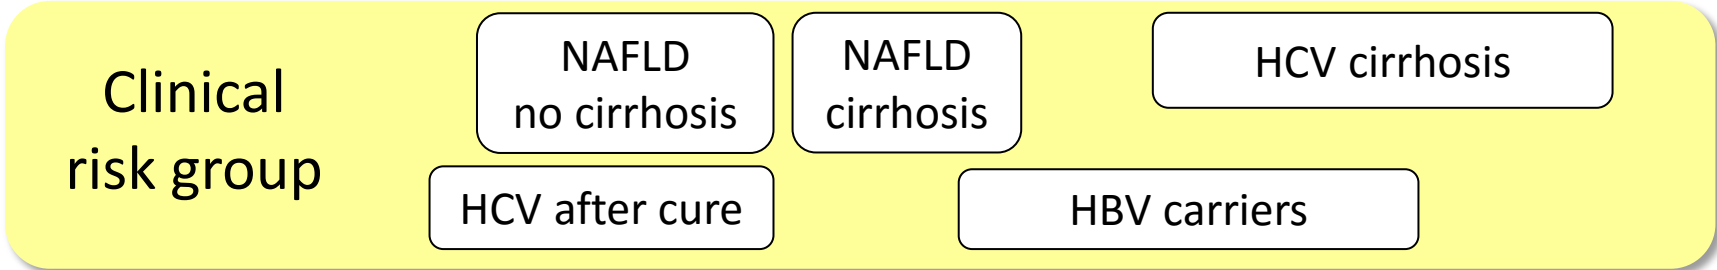 Clinical
risk group
NAFLD
no cirrhosis
NAFLD
cirrhosis
HCV cirrhosis
HCV after cure
HBV carriers